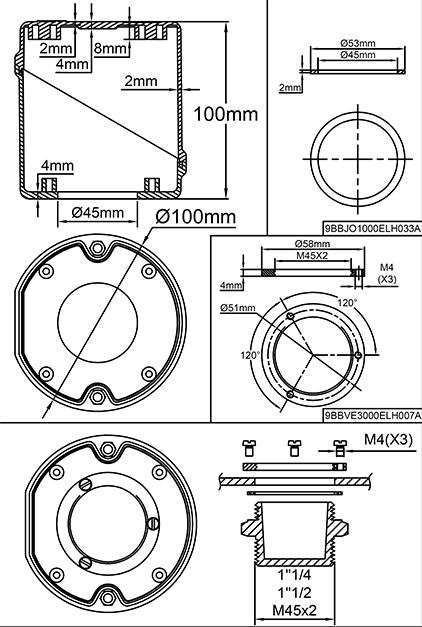 2mm
8mm
4mm
2mm
100mm
4mm
Ø45mm
Ø53mm
Ø45mm
2mm
9BBJO1000ELH033A
Ø100mm
Ø58mm
M45X2
M4
(X3)
4mm
Ø51mm
120°
120°
9BBVE3000ELH007A
M4(X3)
1"1/4
1"1/2
M45x2